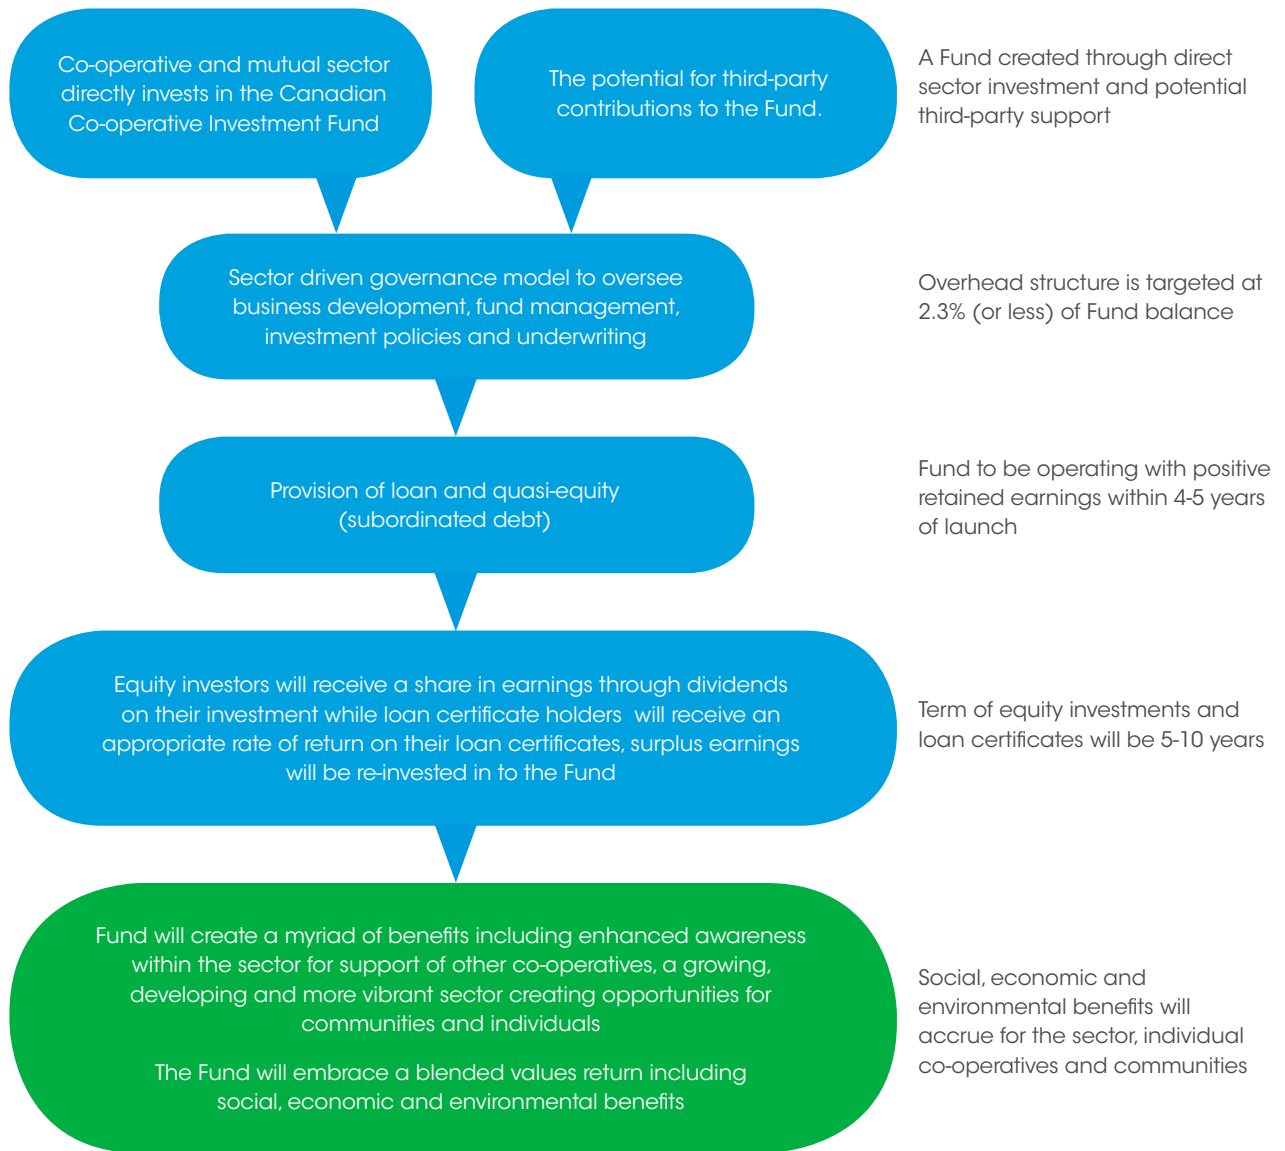 Co-operative and mutual sector
directly invests in the Canadian
Co-operative Investment Fund
The potential for third-party
contributions to the Fund.
A Fund created through direct
sector investment and potential
third-party support
Sector driven governance model to oversee
business development, fund management,
investment policies and underwriting
Overhead structure is targeted at
2.3% (or less) of Fund balance
Provision of loan and quasi-equity
(subordinated debt)
Fund to be operating with positive
retained earnings within 4-5 years
of launch
Equity investors will receive a share in earnings through dividends
on their investment while loan certificate holders  will receive an
appropriate rate of return on their loan certificates, surplus earnings
will be re-invested in to the Fund
Term of equity investments and
loan certificates will be 5-10 years
Fund will create a myriad of benefits including enhanced awareness
within the sector for support of other co-operatives, a growing,
developing and more vibrant sector creating opportunities for
communities and individuals
The Fund will embrace a blended values return including
social, economic and environmental benefits
Social, economic and
environmental benefits will
accrue for the sector, individual
co-operatives and communities